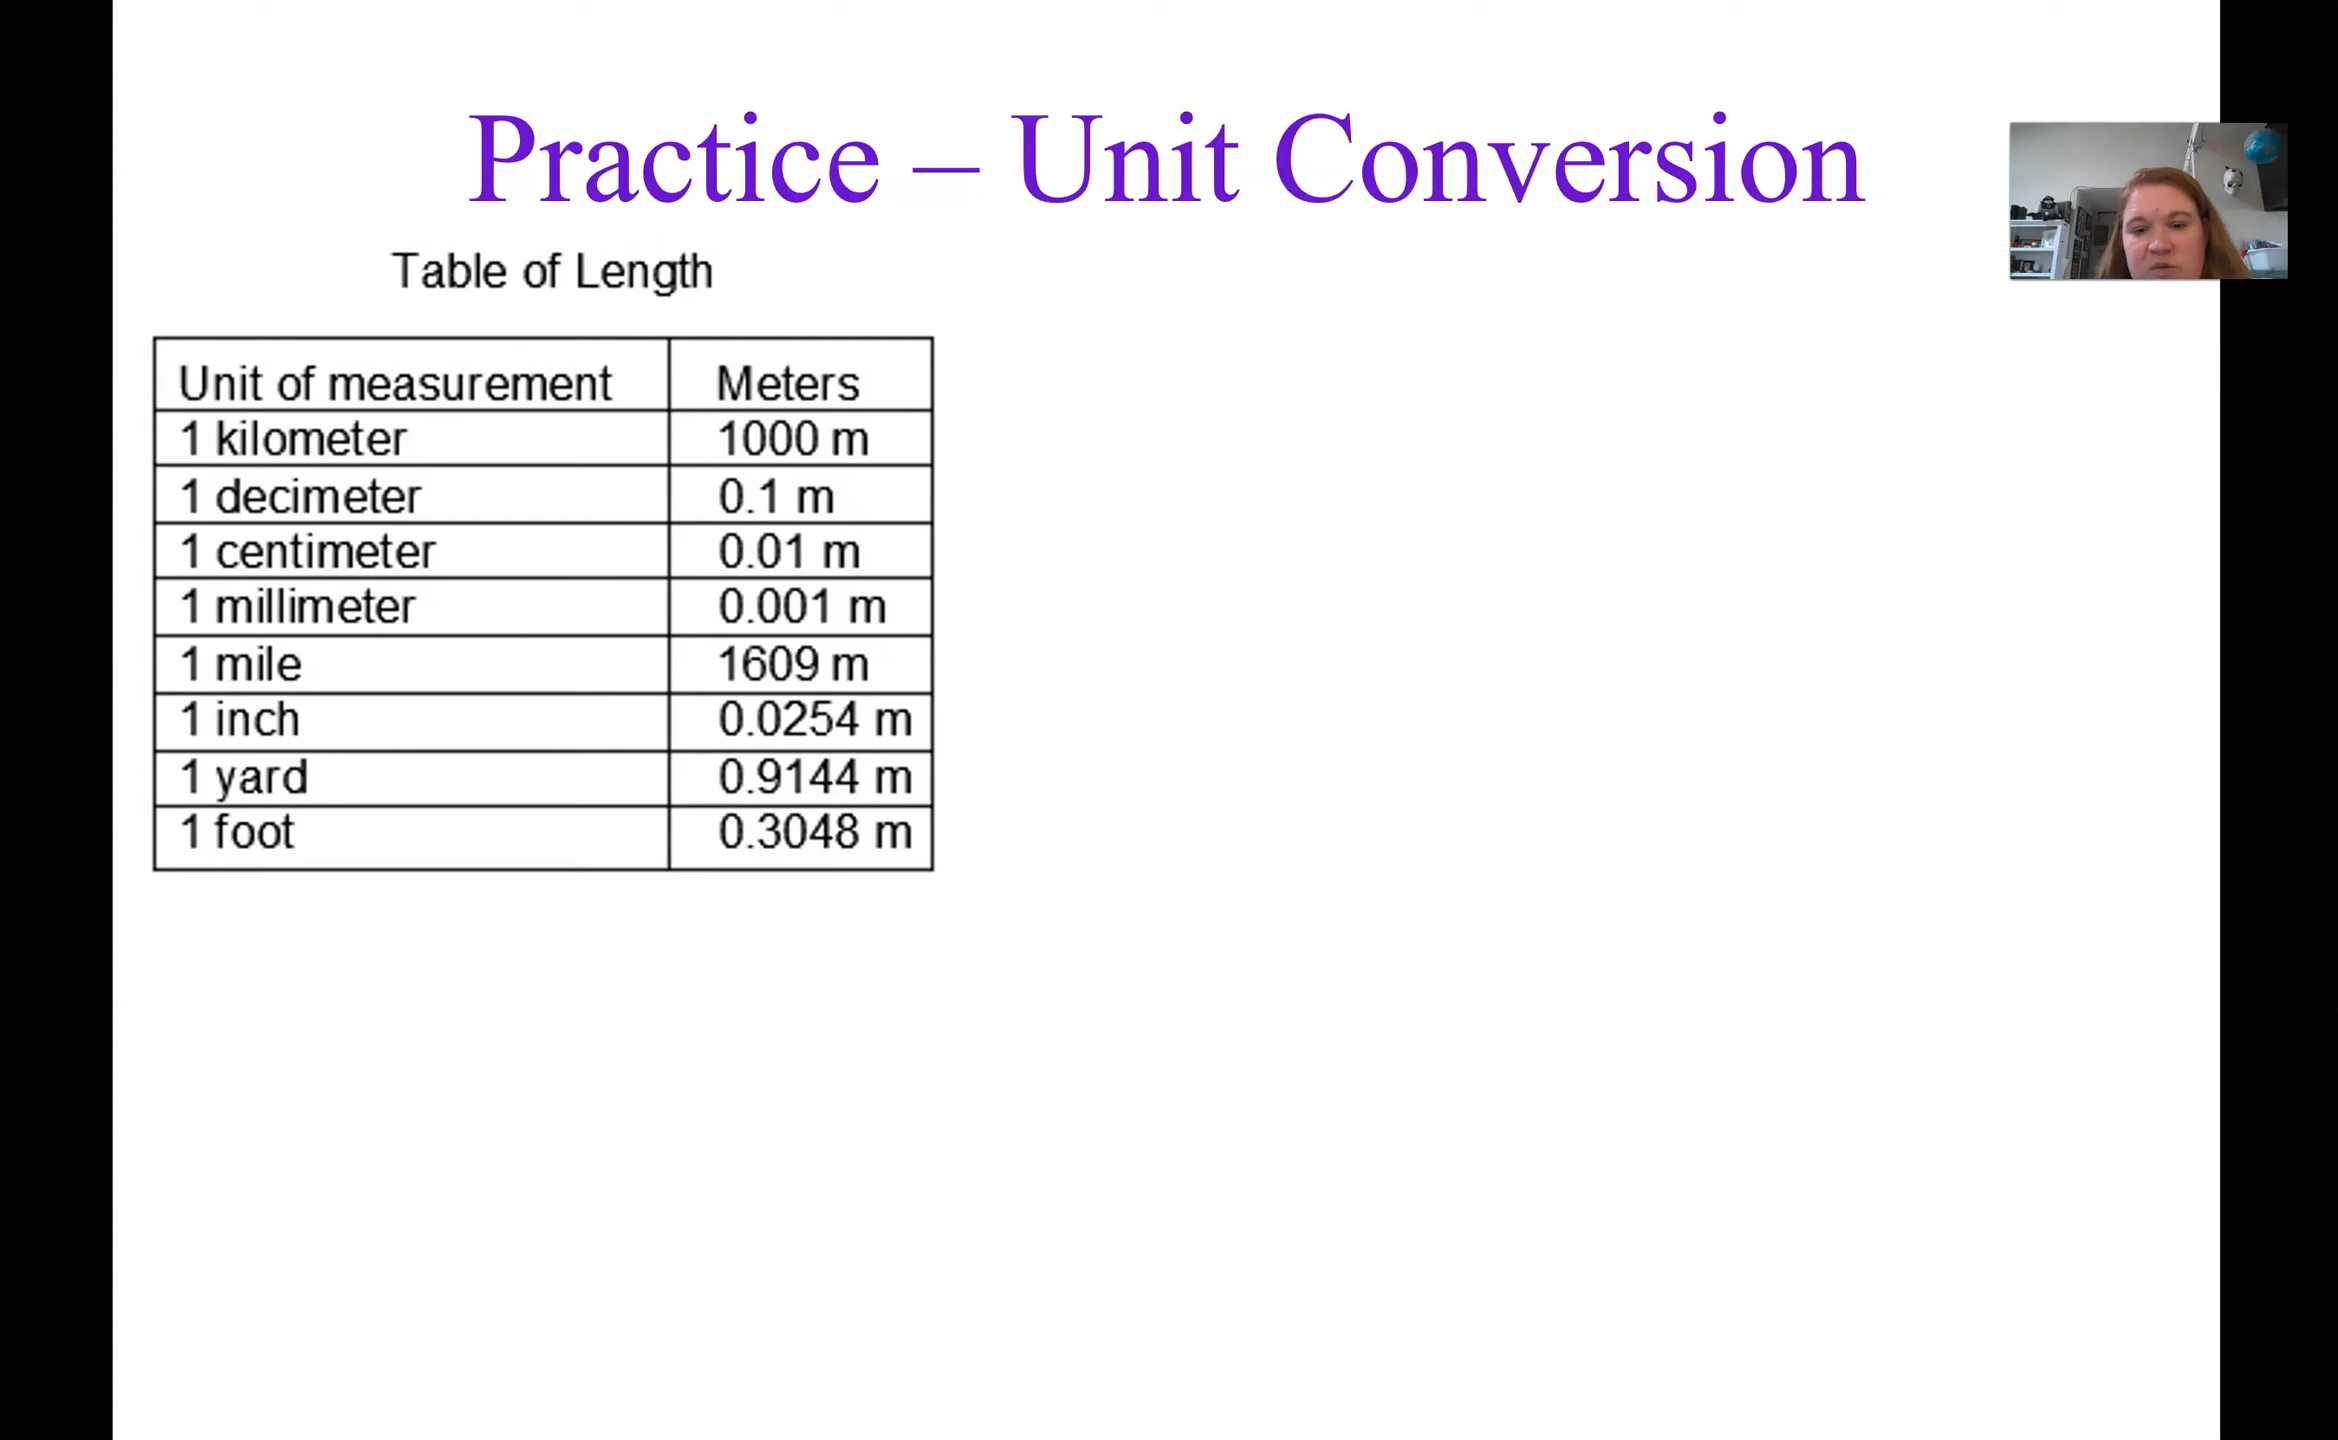 Practice – Unit Conversion
Table of Length
Unit of measurement Meters
1 kilometer 1000 m
1 decimeter 0.1 m
1 centimeter 0.01 m
1 millimeter 0.001 m
1 mile 1609 m
1 inch 0.0254 m
1 yard 0.9144 m
1 foot 0.3048 m